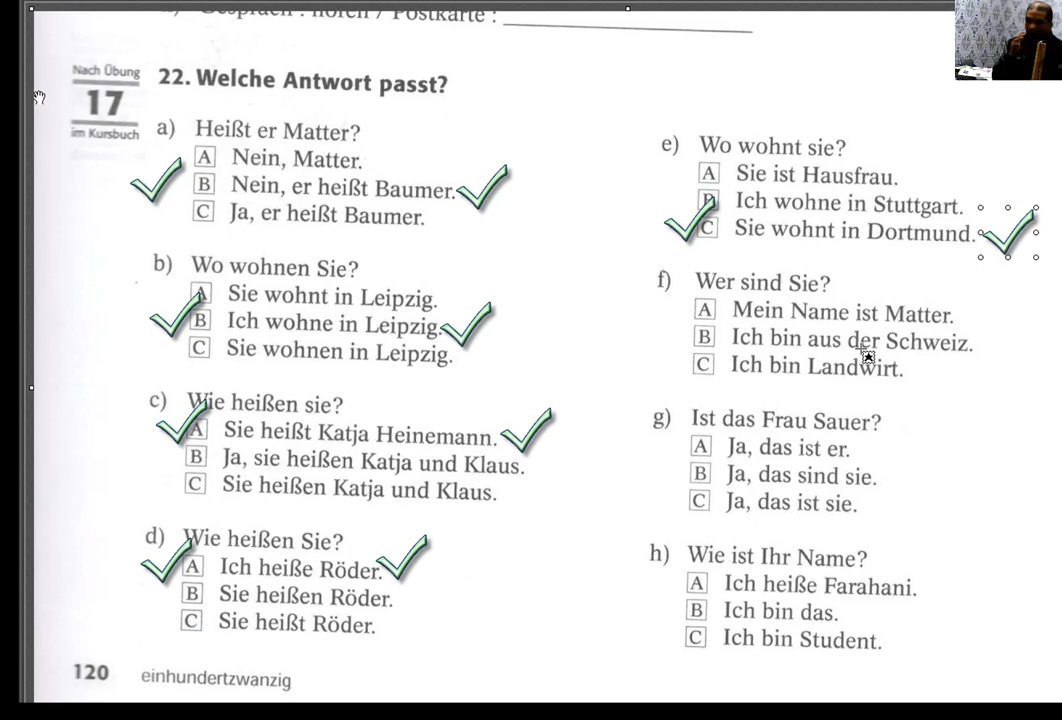 Gespräch : hören / Postkarte :
Nach Übung
17
im Kursbuch
22. Welche Antwort passt?
a) Heißt er Matter?
A Nein, Matter.
B Nein, er heißt Baumer.
C Ja, er heißt Baumer.
b) Wo wohnen Sie?
A Sie wohnt in Leipzig.
B Ich wohne in Leipzig.
C Sie wohnen in Leipzig.
c) Wie heißen sie?
A Sie heißt Katja Heinemann.
B Ja, sie heißen Katja und Klaus.
C Sie heißen Katja und Klaus.
d) Wie heißen Sie?
A Ich heiße Röder.
B Sie heißen Röder.
C Sie heißt Röder.
e) Wo wohnt sie?
A Sie ist Hausfrau.
B Ich wohne in Stuttgart.
C Sie wohnt in Dortmund.
f) Wer sind Sie?
A Mein Name ist Matter.
B Ich bin aus der Schweiz.
C Ich bin Landwirt.
g) Ist das Frau Sauer?
A Ja, das ist er.
B Ja, das sind sie.
C Ja, das ist sie.
h) Wie ist Ihr Name?
A Ich heiße Farahani.
B Ich bin das.
C Ich bin Student.
120 einhundertzwanzig